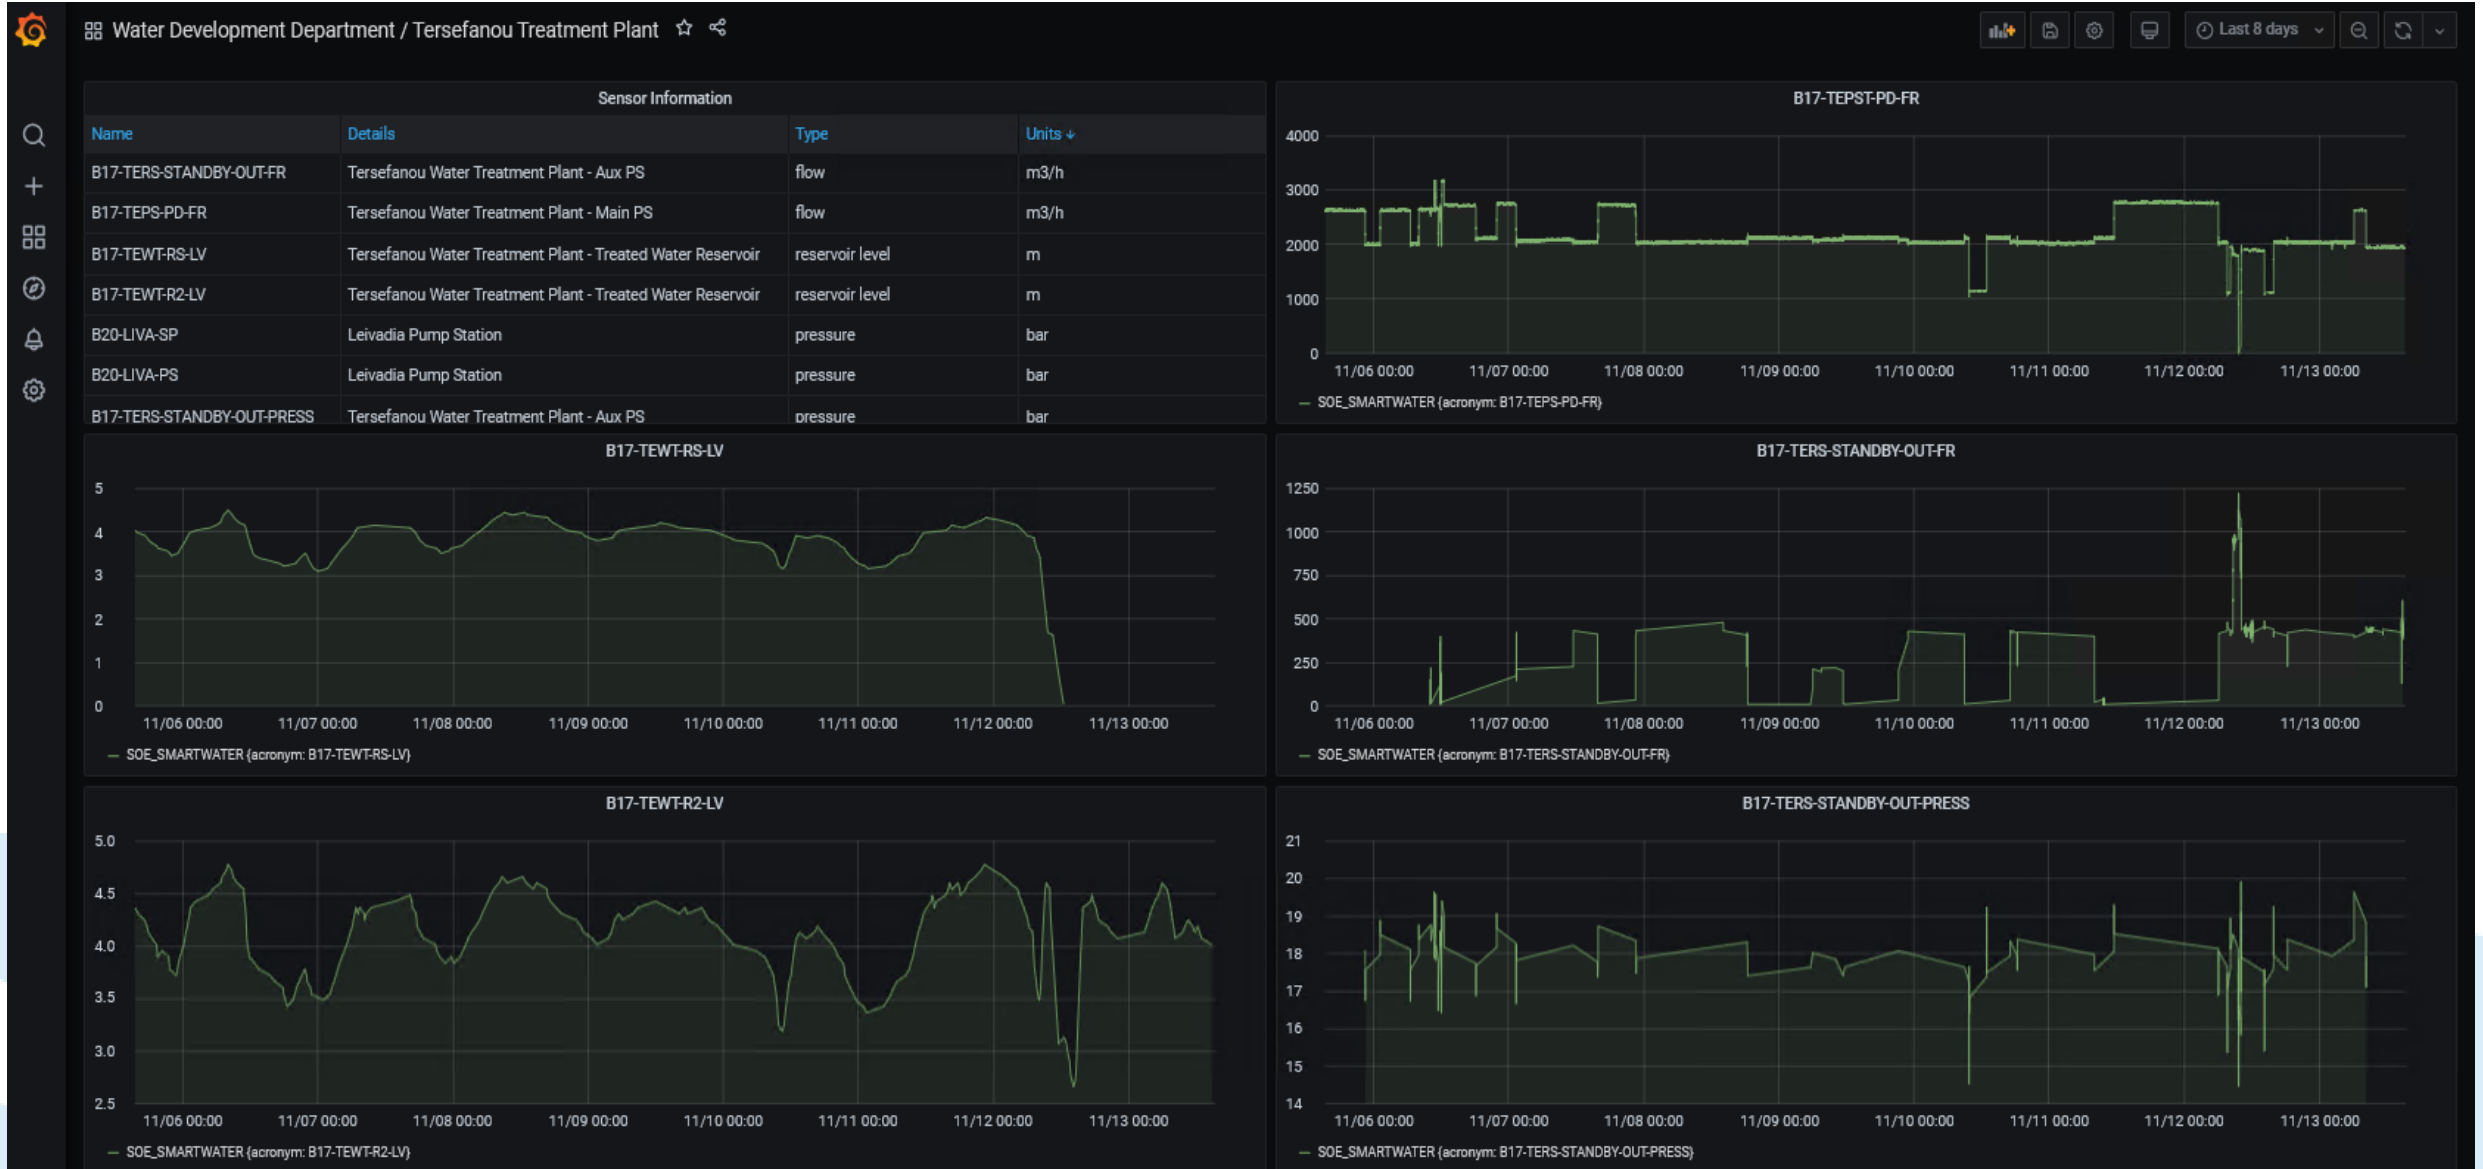 Water Development Department / Tersefanou Treatment Plant
Last 8 days
Sensor Information
Name Details Type Units
B17-TERS-STANDBY-OUT-FR Tersefanou Water Treatment Plant - Aux PS flow m3/h
B17-TEPS-PD-FR Tersefanou Water Treatment Plant - Main PS flow m3/h
B17-TEWT-RS-LV Tersefanou Water Treatment Plant - Treated Water Reservoir reservoir level m
B17-TEWT-R2-LV Tersefanou Water Treatment Plant - Treated Water Reservoir reservoir level m
B20-LIVA-SP Leivadia Pump Station pressure bar
B20-LIVA-PS Leivadia Pump Station pressure bar
B17-TERS-STANDBY-OUT-PRESS Tersefanou Water Treatment Plant - Aux PS pressure bar
B17-TEPST-PD-FR
4000
3000
2000
1000
0
11/06 00:00 11/07 00:00 11/08 00:00 11/09 00:00 11/10 00:00 11/11 00:00 11/12 00:00 11/13 00:00
SOE_SMARTWATER {acronym: B17-TEPS-PD-FR}
B17-TEWT-RS-LV
5
4
3
2
1
0
11/06 00:00 11/07 00:00 11/08 00:00 11/09 00:00 11/10 00:00 11/11 00:00 11/12 00:00 11/13 00:00
SOE_SMARTWATER {acronym: B17-TEWT-RS-LV}
B17-TERS-STANDBY-OUT-FR
1250
1000
750
500
250
0
11/06 00:00 11/07 00:00 11/08 00:00 11/09 00:00 11/10 00:00 11/11 00:00 11/12 00:00 11/13 00:00
SOE_SMARTWATER {acronym: B17-TERS-STANDBY-OUT-FR}
B17-TEWT-R2-LV
5.0
4.5
4.0
3.5
3.0
2.5
11/06 00:00 11/07 00:00 11/08 00:00 11/09 00:00 11/10 00:00 11/11 00:00 11/12 00:00 11/13 00:00
SOE_SMARTWATER {acronym: B17-TEWT-R2-LV}
B17-TERS-STANDBY-OUT-PRESS
21
20
19
18
17
16
15
14
11/06 00:00 11/07 00:00 11/08 00:00 11/09 00:00 11/10 00:00 11/11 00:00 11/12 00:00 11/13 00:00
SOE_SMARTWATER {acronym: B17-TERS-STANDBY-OUT-PRESS}